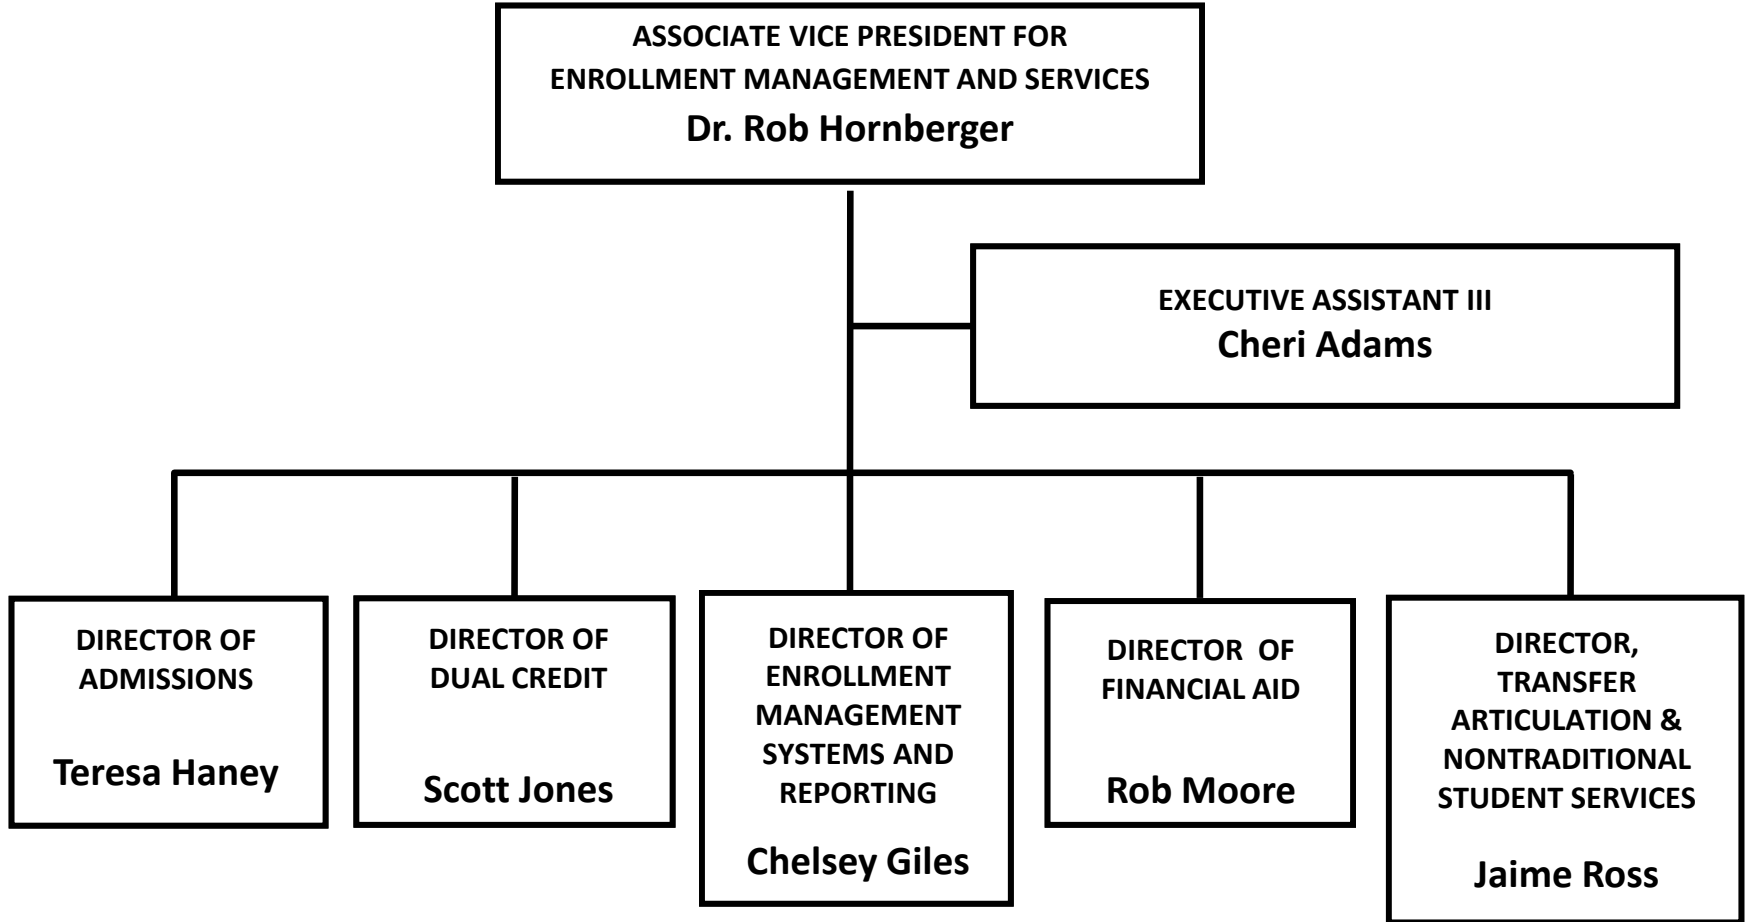 ASSOCIATE VICE PRESIDENT FOR
ENROLLMENT MANAGEMENT AND SERVICES
Dr. Rob Hornberger
EXECUTIVE ASSISTANT III
Cheri Adams
DIRECTOR OF
ADMISSIONS
Teresa Haney
DIRECTOR OF
DUAL CREDIT
Scott Jones
DIRECTOR OF
ENROLLMENT
MANAGEMENT
SYSTEMS AND
REPORTING
Chelsey Giles
DIRECTOR OF
FINANCIAL AID
Rob Moore
DIRECTOR,
TRANSFER
ARTICULATION &
NONTRADITIONAL
STUDENT SERVICES
Jaime Ross